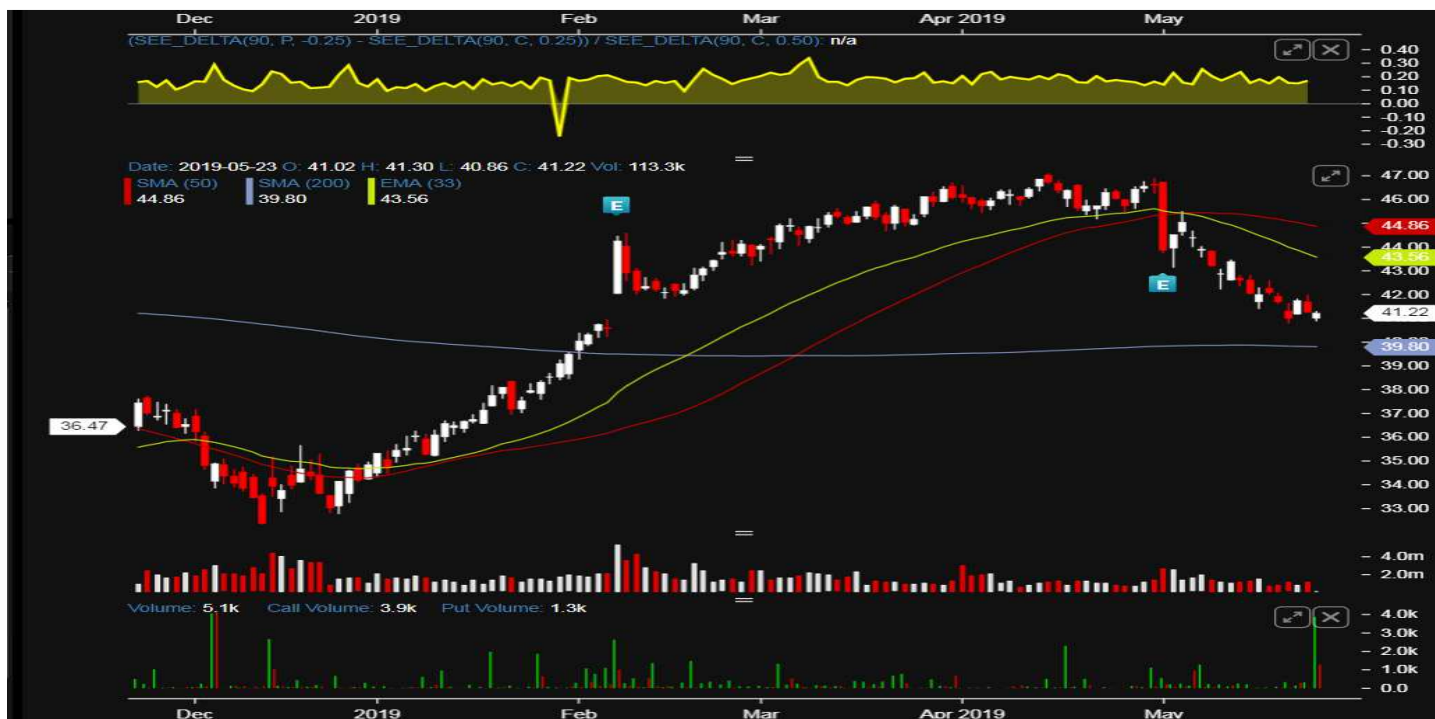 Dec 2019 Feb Mar Apr 2019 May
(SEE_DELTA(90, P, -0.25) - SEE_DELTA(90, C, 0.25)) / SEE_DELTA(90, C, 0.50): n/a
0.40
0.30
0.20
0.10
0.00
-0.10
-0.20
-0.30
Date: 2019-05-23 O: 41.02 H: 41.30 L: 40.86 C: 41.22 Vol: 113.3k
SMA (50) SMA (200) EMA (33)
44.86 39.80 43.56
E
E
47.00
46.00
44.86
44.00
43.56
43.00
42.00
41.22
39.80
39.00
38.00
37.00
36.47
36.00
35.00
34.00
33.00
4.0m
2.0m
Volume: 5.1k Call Volume: 3.9k Put Volume: 1.3k
4.0k
3.0k
2.0k
1.0k
0.0
Dec 2019 Feb Mar Apr 2019 May